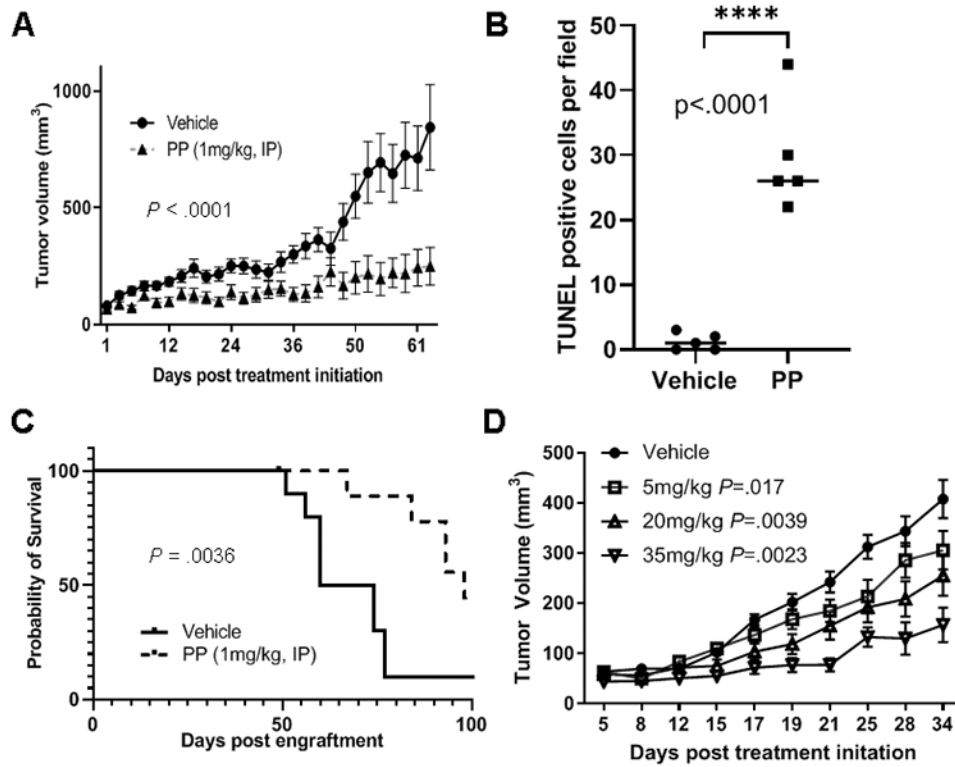 A
Tumor volume (mm3)
1000
500
0
Vehicle
PP (1mg/kg, IP)
P < .0001
1 12 24 36 50 61
Days post treatment initiation
B
TUNEL positive cells per field
50
40
30
20
10
0
****
p<.0001
Vehicle PP
C
Probability of Survival
100
50
0
P = .0036
Vehicle
PP (1mg/kg, IP)
0 50 100
Days post engraftment
D
Tumor Volume (mm3)
500
400
300
200
100
0
Vehicle
5mg/kg P=.017
20mg/kg P=.0039
35mg/kg P=.0023
5 8 12 15 17 19 21 25 28 34
Days post treatment initation